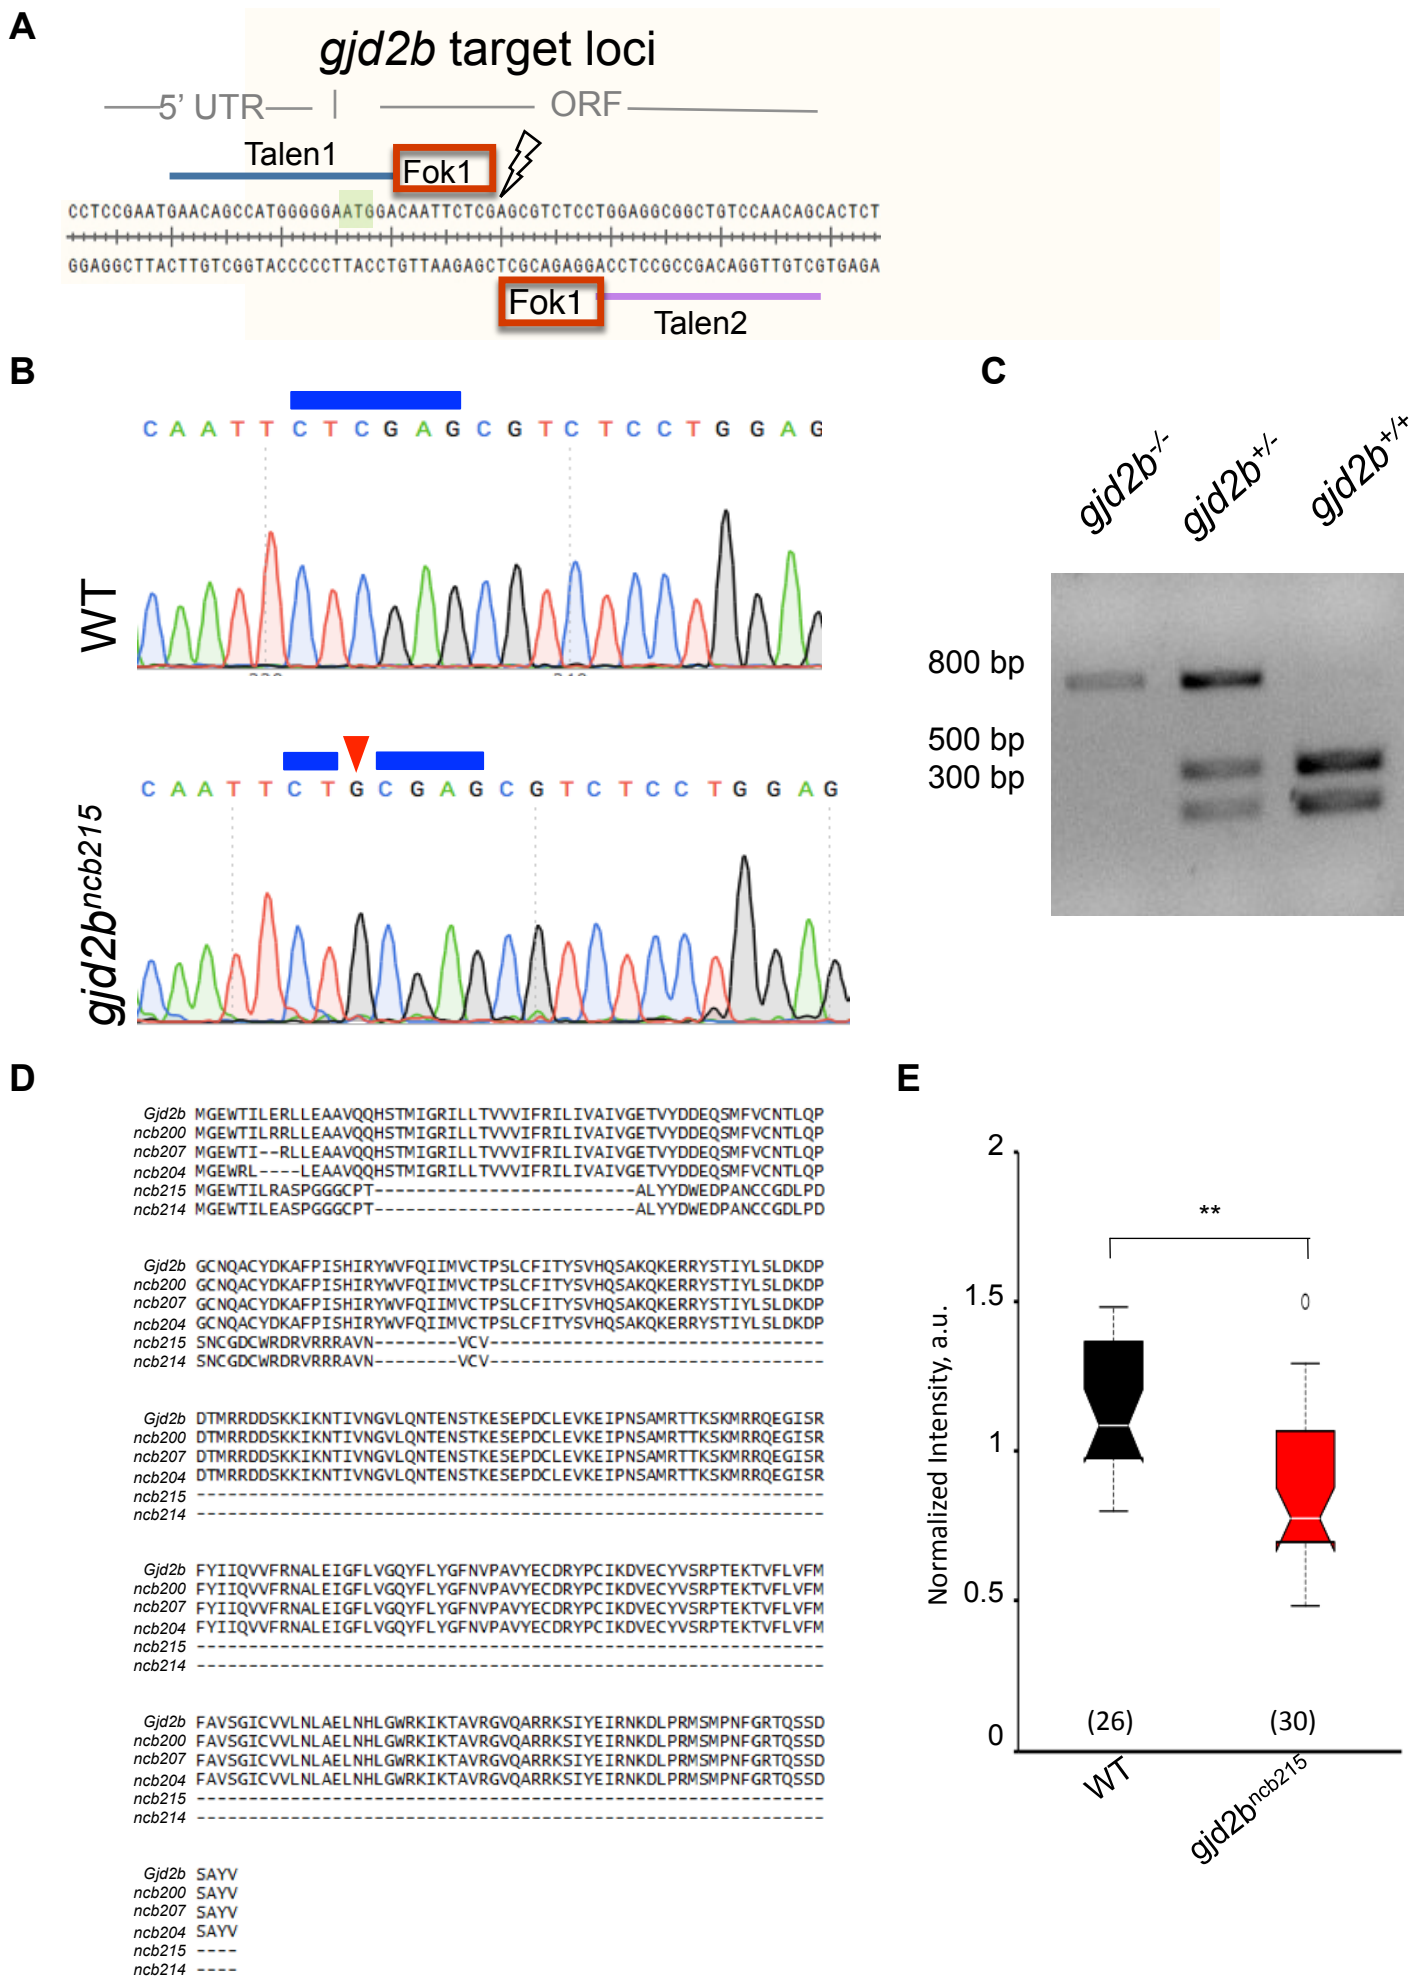 A
gjd2b target loci
5' UTR
ORF
Talen1
Fok1
CCTCCGAATGAACAGCCATGGGGGAATGGACAATTCTCGAGCGTCTCCTGGAGGCGGCTGTCCAACAGCACTCT
GGAGGCTTACTTGTCGGTACCCCCTTACCTGTTAAGAGCTCGCAGAGGACCTCCGCCGACAGGTTGTCGTGAGA
Fok1
Talen2
B
C A A T T C T C G A G C G T C T C C T G G A G
WT
C A A T T C T G C G A G C G T C T C C T G G A G
gjd2bncb215
C
gjd2b-/-
gjd2b+/-
gjd2b+/+
800 bp
500 bp
300 bp
D
Gjd2b MGEWTILERLLEAAVQQHSTMIGRILLTVVVIFRILIVAIVGETVYDDEQSMFVCNTLQP
ncb200 MGEWTILRRLLEAAVQQHSTMIGRILLTVVVIFRILIVAIVGETVYDDEQSMFVCNTLQP
ncb207 MGEWTI--RLLEAAVQQHSTMIGRILLTVVVIFRILIVAIVGETVYDDEQSMFVCNTLQP
ncb204 MGEWRL----LEAAVQQHSTMIGRILLTVVVIFRILIVAIVGETVYDDEQSMFVCNTLQP
ncb215 MGEWTILRASPGGGCPT-------------------------ALYYDWEDPANCCGDLPD
ncb214 MGEWTILEASPGGGCPT-------------------------ALYYDWEDPANCCGDLPD
Gjd2b GCNQACYDKAFPISHIRYWVFQIIMVCTPSLCFITYSVHQSAKQKERRYSTIYLSLDKDP
ncb200 GCNQACYDKAFPISHIRYWVFQIIMVCTPSLCFITYSVHQSAKQKERRYSTIYLSLDKDP
ncb207 GCNQACYDKAFPISHIRYWVFQIIMVCTPSLCFITYSVHQSAKQKERRYSTIYLSLDKDP
ncb204 GCNQACYDKAFPISHIRYWVFQIIMVCTPSLCFITYSVHQSAKQKERRYSTIYLSLDKDP
ncb215 SNCGDCWRDRVRRRAVN--------VCV--------------------------------
ncb214 SNCGDCWRDRVRRRAVN--------VCV--------------------------------
Gjd2b DTMRRDDSKKIKNTIVNGVLQNTENSTKESEPDCLEVKEIPNSAMRTTKSKMRRQEGISR
ncb200 DTMRRDDSKKIKNTIVNGVLQNTENSTKESEPDCLEVKEIPNSAMRTTKSKMRRQEGISR
ncb207 DTMRRDDSKKIKNTIVNGVLQNTENSTKESEPDCLEVKEIPNSAMRTTKSKMRRQEGISR
ncb204 DTMRRDDSKKIKNTIVNGVLQNTENSTKESEPDCLEVKEIPNSAMRTTKSKMRRQEGISR
ncb215 ------------------------------------------------------------
ncb214 ------------------------------------------------------------
Gjd2b FYIIQVVFRNALEIGFLVGQYFLYGFNVPAVYECDRYPCIKDVECYVSRPTEKTVFLVFM
ncb200 FYIIQVVFRNALEIGFLVGQYFLYGFNVPAVYECDRYPCIKDVECYVSRPTEKTVFLVFM
ncb207 FYIIQVVFRNALEIGFLVGQYFLYGFNVPAVYECDRYPCIKDVECYVSRPTEKTVFLVFM
ncb204 FYIIQVVFRNALEIGFLVGQYFLYGFNVPAVYECDRYPCIKDVECYVSRPTEKTVFLVFM
ncb215 ------------------------------------------------------------
ncb214 ------------------------------------------------------------
Gjd2b FAVSGICVVLNLAELNHLGWRKIKTAVRGVQARRKSIYEIRNKDLPRMSMPNFGRTQSSD
ncb200 FAVSGICVVLNLAELNHLGWRKIKTAVRGVQARRKSIYEIRNKDLPRMSMPNFGRTQSSD
ncb207 FAVSGICVVLNLAELNHLGWRKIKTAVRGVQARRKSIYEIRNKDLPRMSMPNFGRTQSSD
ncb204 FAVSGICVVLNLAELNHLGWRKIKTAVRGVQARRKSIYEIRNKDLPRMSMPNFGRTQSSD
ncb215 ------------------------------------------------------------
ncb214 ------------------------------------------------------------
Gjd2b SAYV
ncb200 SAYV
ncb207 SAYV
ncb204 SAYV
ncb215 ----
ncb214 ----
E
Normalized Intensity, a.u.
2
1.5
1
0.5
0
**
(26)
(30)
WT
gjd2bncb215